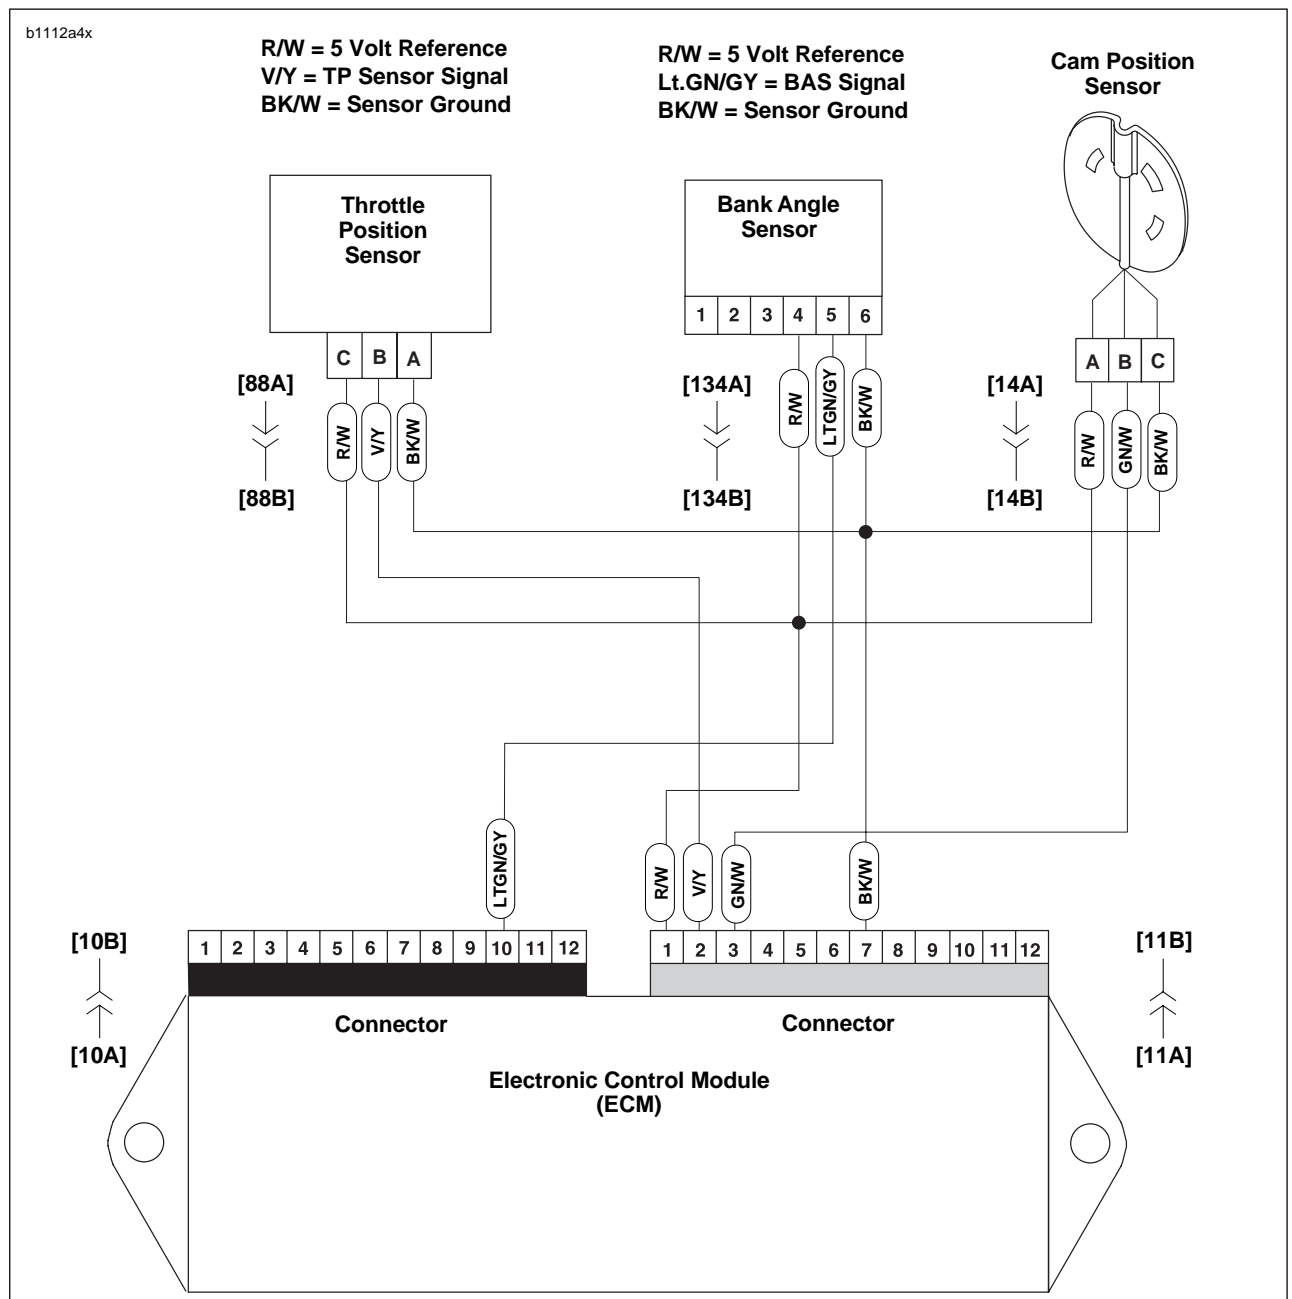 b1112a4x
R/W = 5 Volt Reference
V/Y = TP Sensor Signal
BK/W = Sensor Ground
R/W = 5 Volt Reference
Lt.GN/GY = BAS Signal
BK/W = Sensor Ground
Cam Position
Sensor
Throttle
Position
Sensor
Bank Angle
Sensor
1 2 3 4 5 6
C B A
A B C
[88A]
[88B]
R/W
V/Y
BK/W
[134A]
[134B]
R/W
LTGN/GY
BK/W
[14A]
[14B]
R/W
GN/W
BK/W
LTGN/GY
R/W
V/Y
GN/W
BK/W
[10B]
[10A]
1 2 3 4 5 6 7 8 9 10 11 12
1 2 3 4 5 6 7 8 9 10 11 12
[11B]
[11A]
Connector
Connector
Electronic Control Module
(ECM)